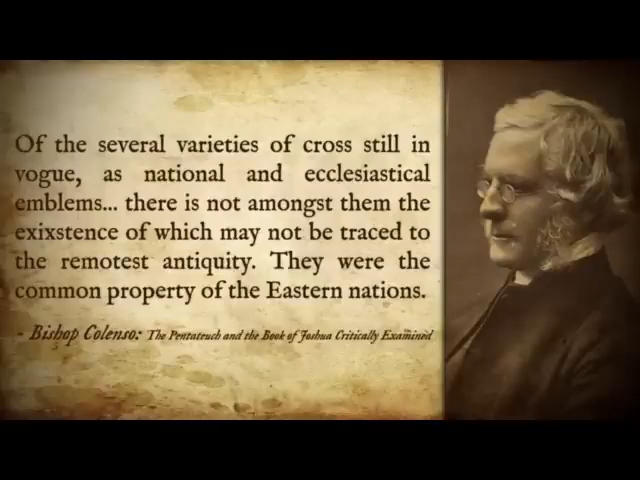 Of the several varieties of cross still in
vogue, as national and ecclesiastical
emblems... there is not amongst them the
exixstence of which may not be traced to
the remotest antiquity. They were the
common property of the Eastern nations.
- Bishop Colenso: The Pentateuch and the Book of Joshua Critically Examined